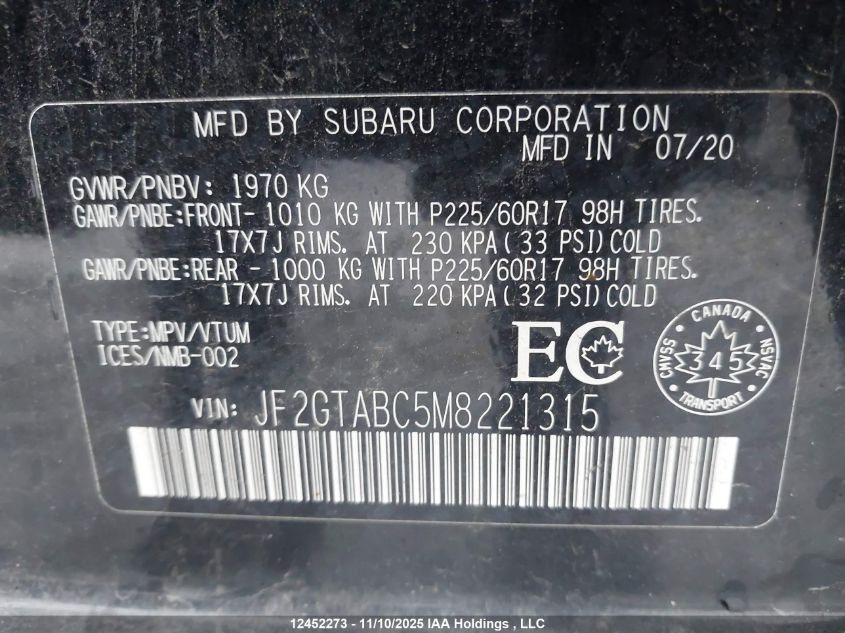 MFD BY SUBARU CORPORATION
MFD IN 07/20
GVWR/PNBV: 1970 KG
GAWR/PNBE:FRONT- 1010 KG WITH P225/60R17 98H TIRES.
17X7J RIMS. AT 230 KPA(33 PSI)COLD
GAWR/PNBE:REAR - 1000 KG WITH P225/60R17 98H TIRES.
17X7J RIMS. AT 220 KPA(32 PSI)COLD
TYPE:MPV/VTUM
ICES/NMB-002
EC
CANADA
CMVSS 345 NSVAC
TRANSPORT
VIN: JF2GTABC5M8221315
12452273 - 11/10/2025 IAA Holdings , LLC